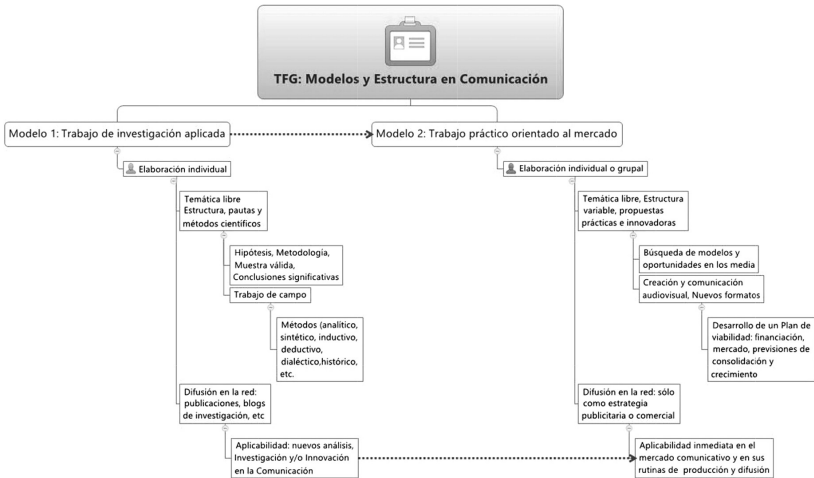 TFG: Modelos y Estructura en Comunicación
Modelo 1: Trabajo de investigación aplicada
Modelo 2: Trabajo práctico orientado al mercado
Elaboración individual
Temática libre
Estructura, pautas y
métodos científicos
Hipótesis, Metodología,
Muestra válida,
Conclusiones significativas
Trabajo de campo
Métodos (analítico,
sintético, inductivo,
deductivo,
dialéctico,histórico,
etc.
Difusión en la red:
publicaciones, blogs
de investigación, etc
Aplicabilidad: nuevos análisis,
Investigación y/o Innovación
en la Comunicación
Elaboración individual o grupal
Temática libre, Estructura
variable, propuestas
prácticas e innovadoras
Búsqueda de modelos y
oportunidades en los media
Creación y comunicación
audiovisual, Nuevos formatos
Desarrollo de un Plan de
viabilidad: financiación,
mercado, previsiones de
consolidación y
crecimiento
Difusión en la red: sólo
como estrategia
publicitaria o comercial
Aplicabilidad inmediata en el
mercado comunicativo y en sus
rutinas de producción y difusión